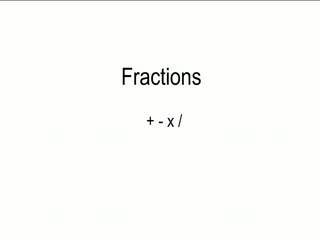 Fractions
+ - x /